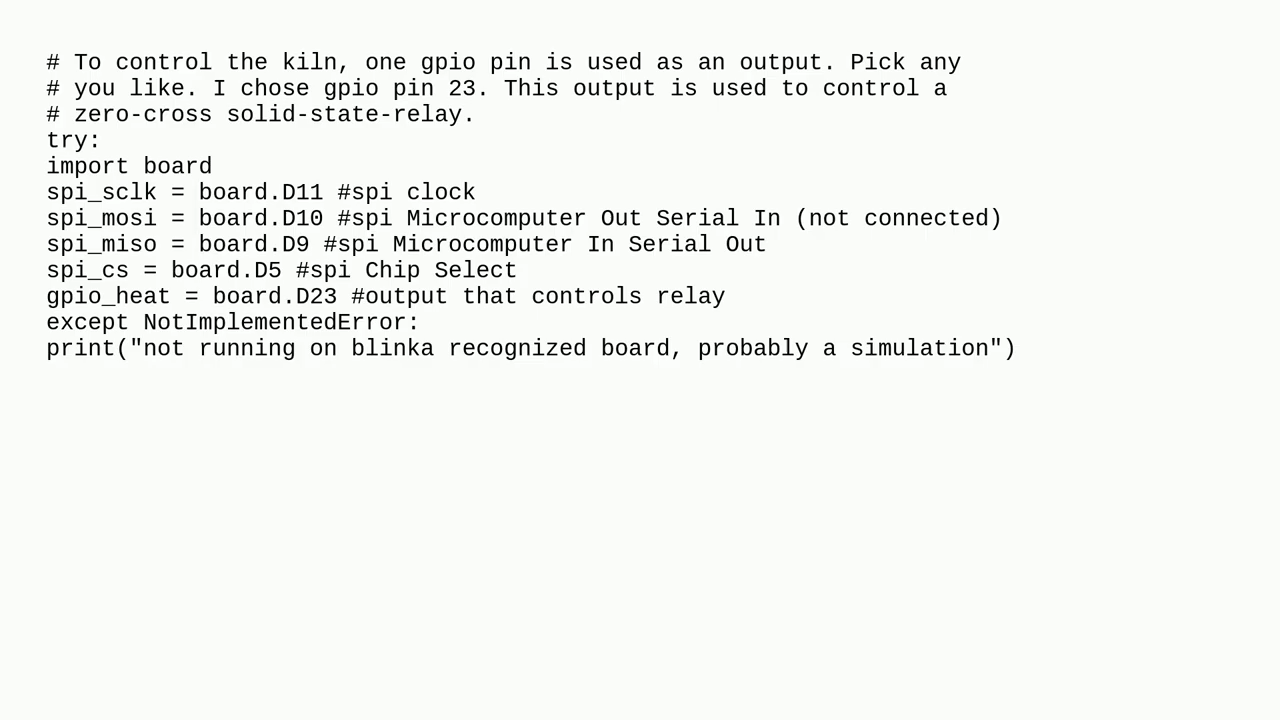 # To control the kiln, one gpio pin is used as an output. Pick any
# you like. I chose gpio pin 23. This output is used to control a
# zero-cross solid-state-relay.
try:
import board
spi_sclk = board.D11 #spi clock
spi_mosi = board.D10 #spi Microcomputer Out Serial In (not connected)
spi_miso = board.D9 #spi Microcomputer In Serial Out
spi_cs = board.D5 #spi Chip Select
gpio_heat = board.D23 #output that controls relay
except NotImplementedError:
print("not running on blinka recognized board, probably a simulation")